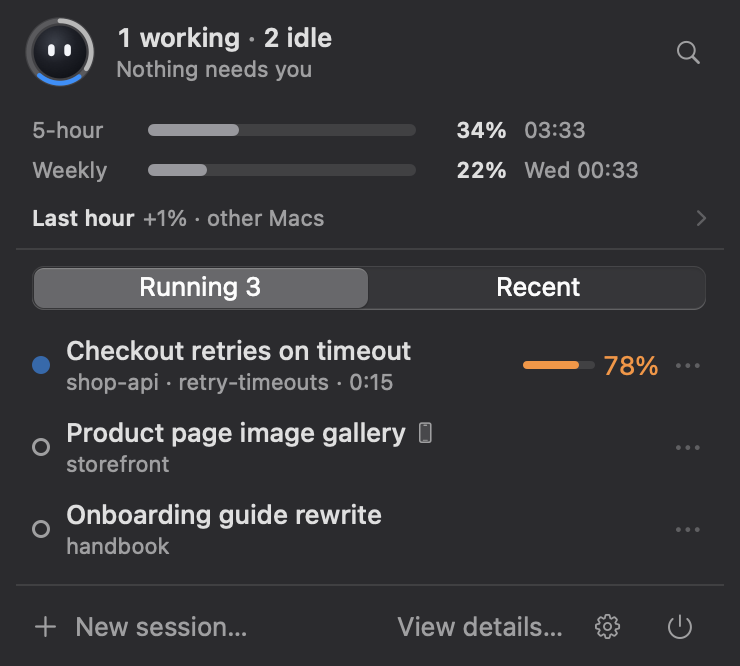 1 working · 2 idle
Nothing needs you
5-hour 34% 03:33
Weekly 22% Wed 00:33
Last hour +1% · other Macs
Running 3 Recent
Checkout retries on timeout 78%
shop-api · retry-timeouts · 0:15
Product page image gallery
storefront
Onboarding guide rewrite
handbook
New session... View details...